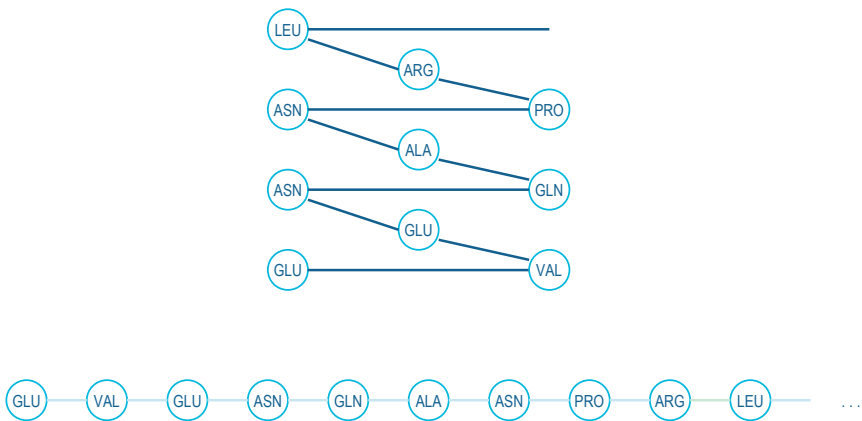 LEU
ARG
ASN PRO
ALA
ASN GLN
GLU
GLU VAL
GLU VAL GLU ASN GLN ALA ASN PRO ARG LEU ...